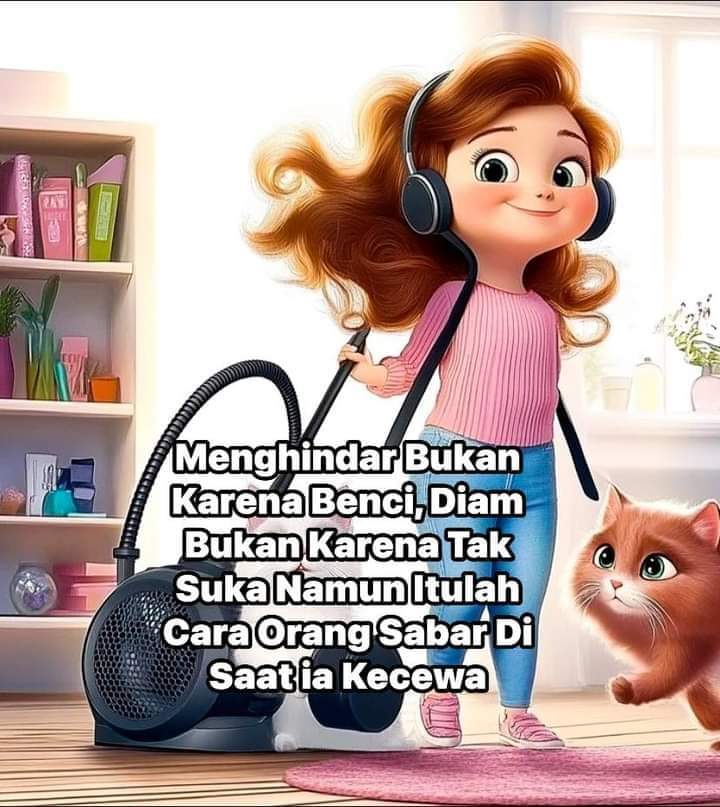 Menghindar Bukan
Karena Benci, Diam
Bukan Karena Tak
Suka Namun Itulah
Cara Orang Sabar Di
Saat ia Kecewa